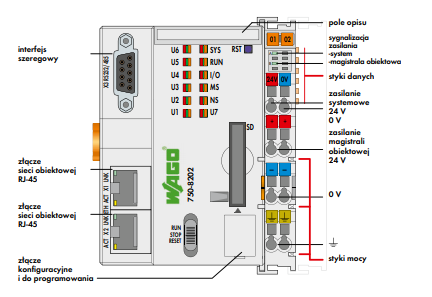 pole opisu
sygnalizacja
zasilania
-system
-magistrala obiektowa
styki danych
zasilanie
systemowe
24 V
0 V
zasilanie
magistrali
obiektowej
24 V
0 V
styki mocy
interfejs
szeregowy
złącze
sieci obiektowej
RJ-45
złącze
sieci obiektowej
RJ-45
złącze
konfiguracyjne
i do programowania
X3 RS232/485
U6 SYS RST
U5 RUN
U4 I/O
U3 MS
U2 NS
U1 U7
SD
WAGO
750-8202
ACT X1 LNK
ETH
ACT X2 LNK
RUN
STOP
RESET
01 02
24V 0V
+ +
− −